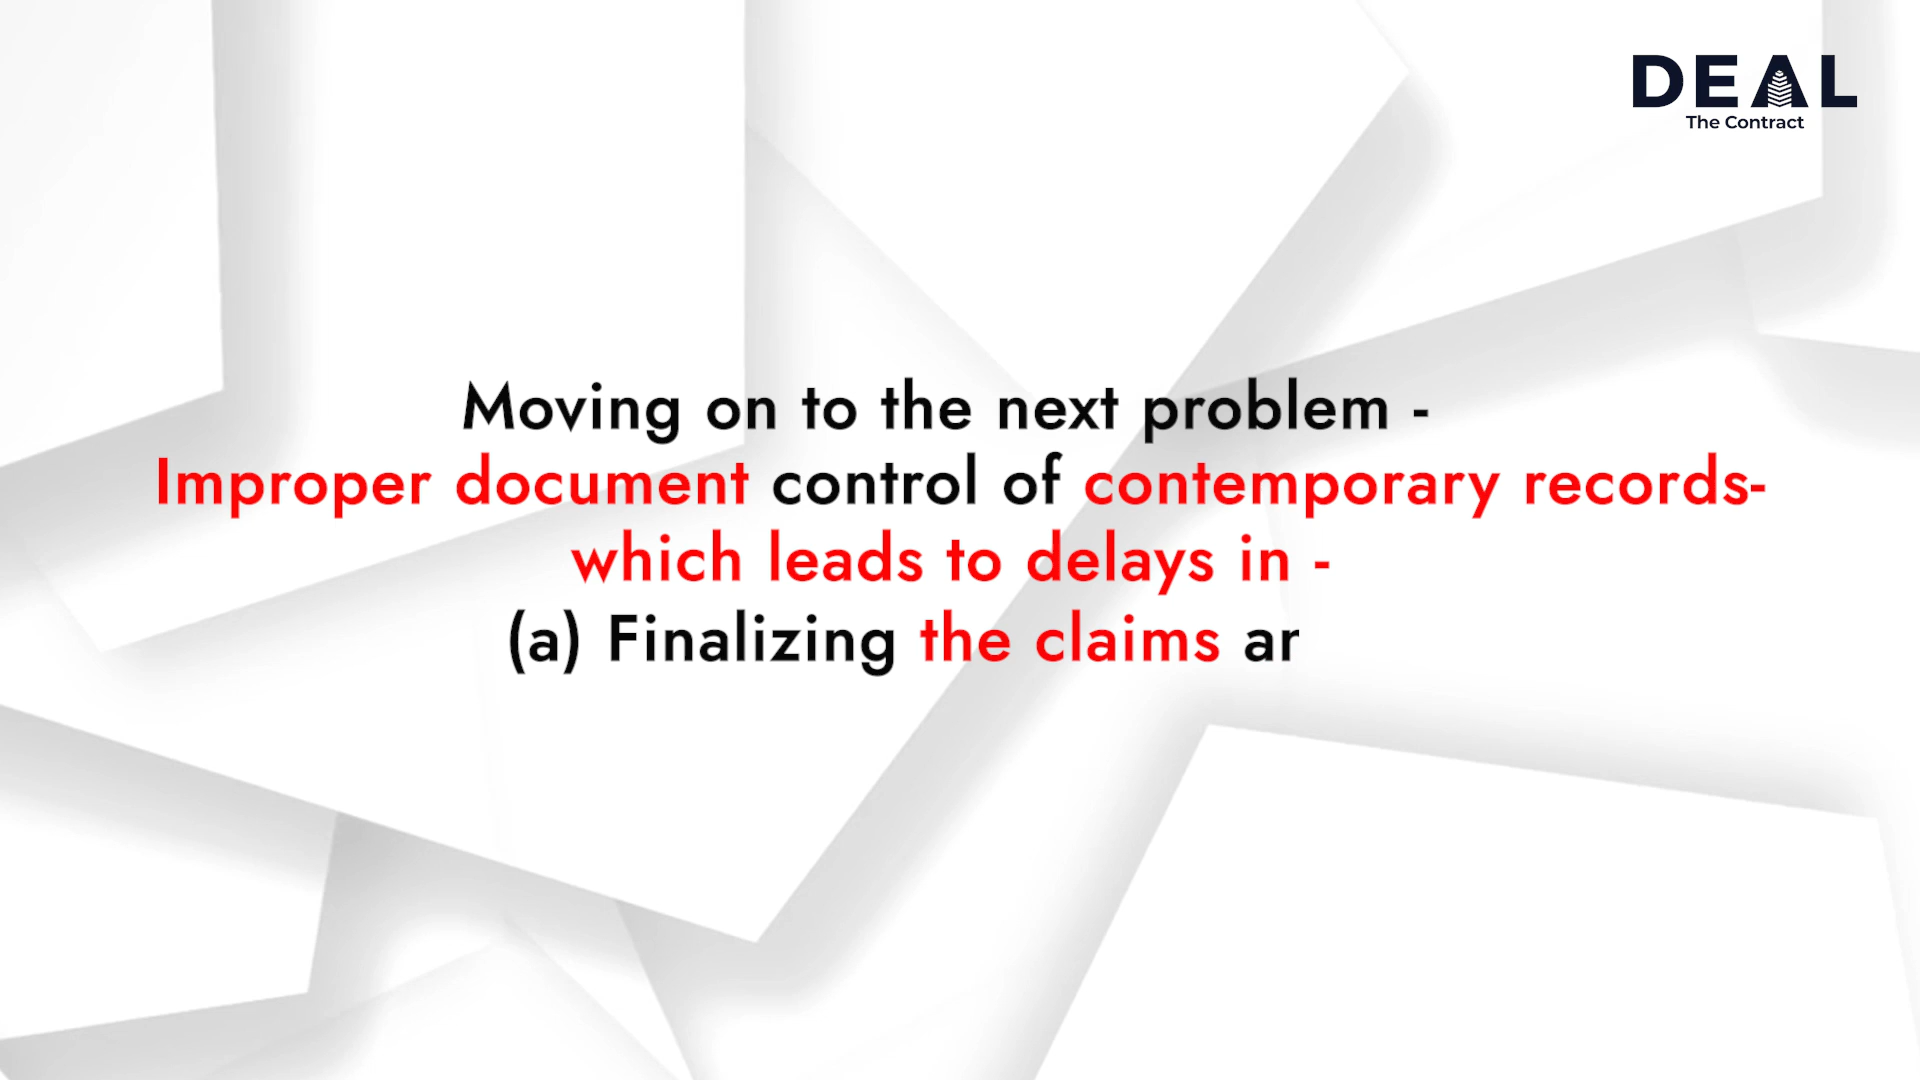 DEAL
The Contract
Moving on to the next problem -
Improper document control of contemporary records-
which leads to delays in -
(a) Finalizing the claims ar